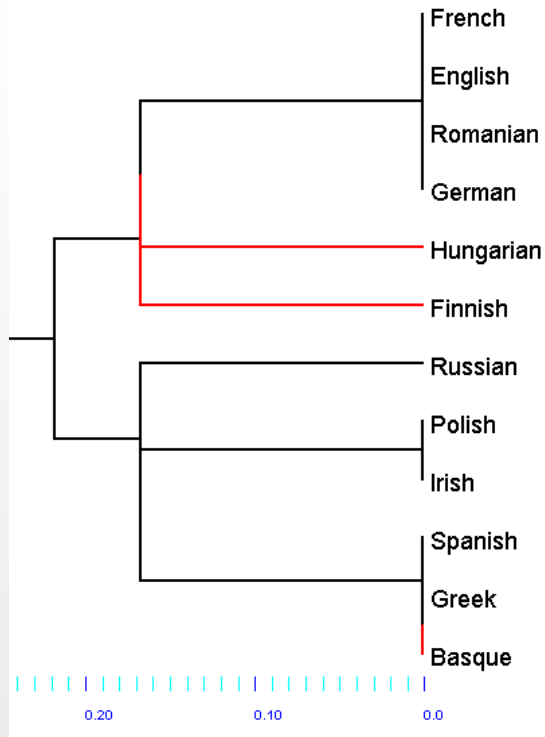 French
English
Romanian
German
Hungarian
Finnish
Russian
Polish
Irish
Spanish
Greek
Basque
0.20 0.10 0.0